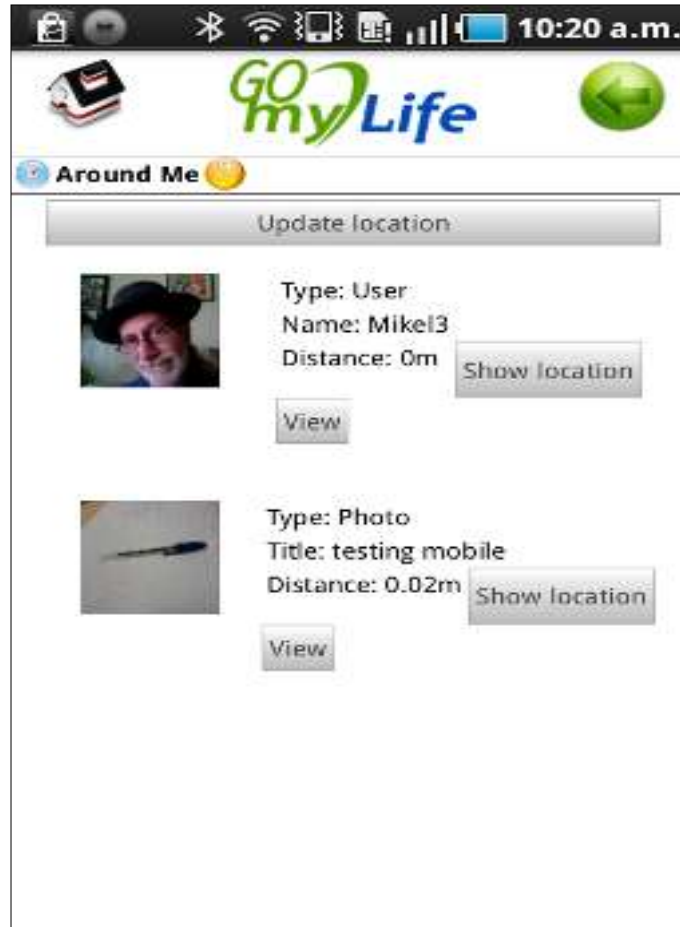 10:20 a.m.
GO
my Life
Around Me
Update location
Type: User
Name: Mikel3
Distance: 0m
Show location
View
Type: Photo
Title: testing mobile
Distance: 0.02m
Show location
View